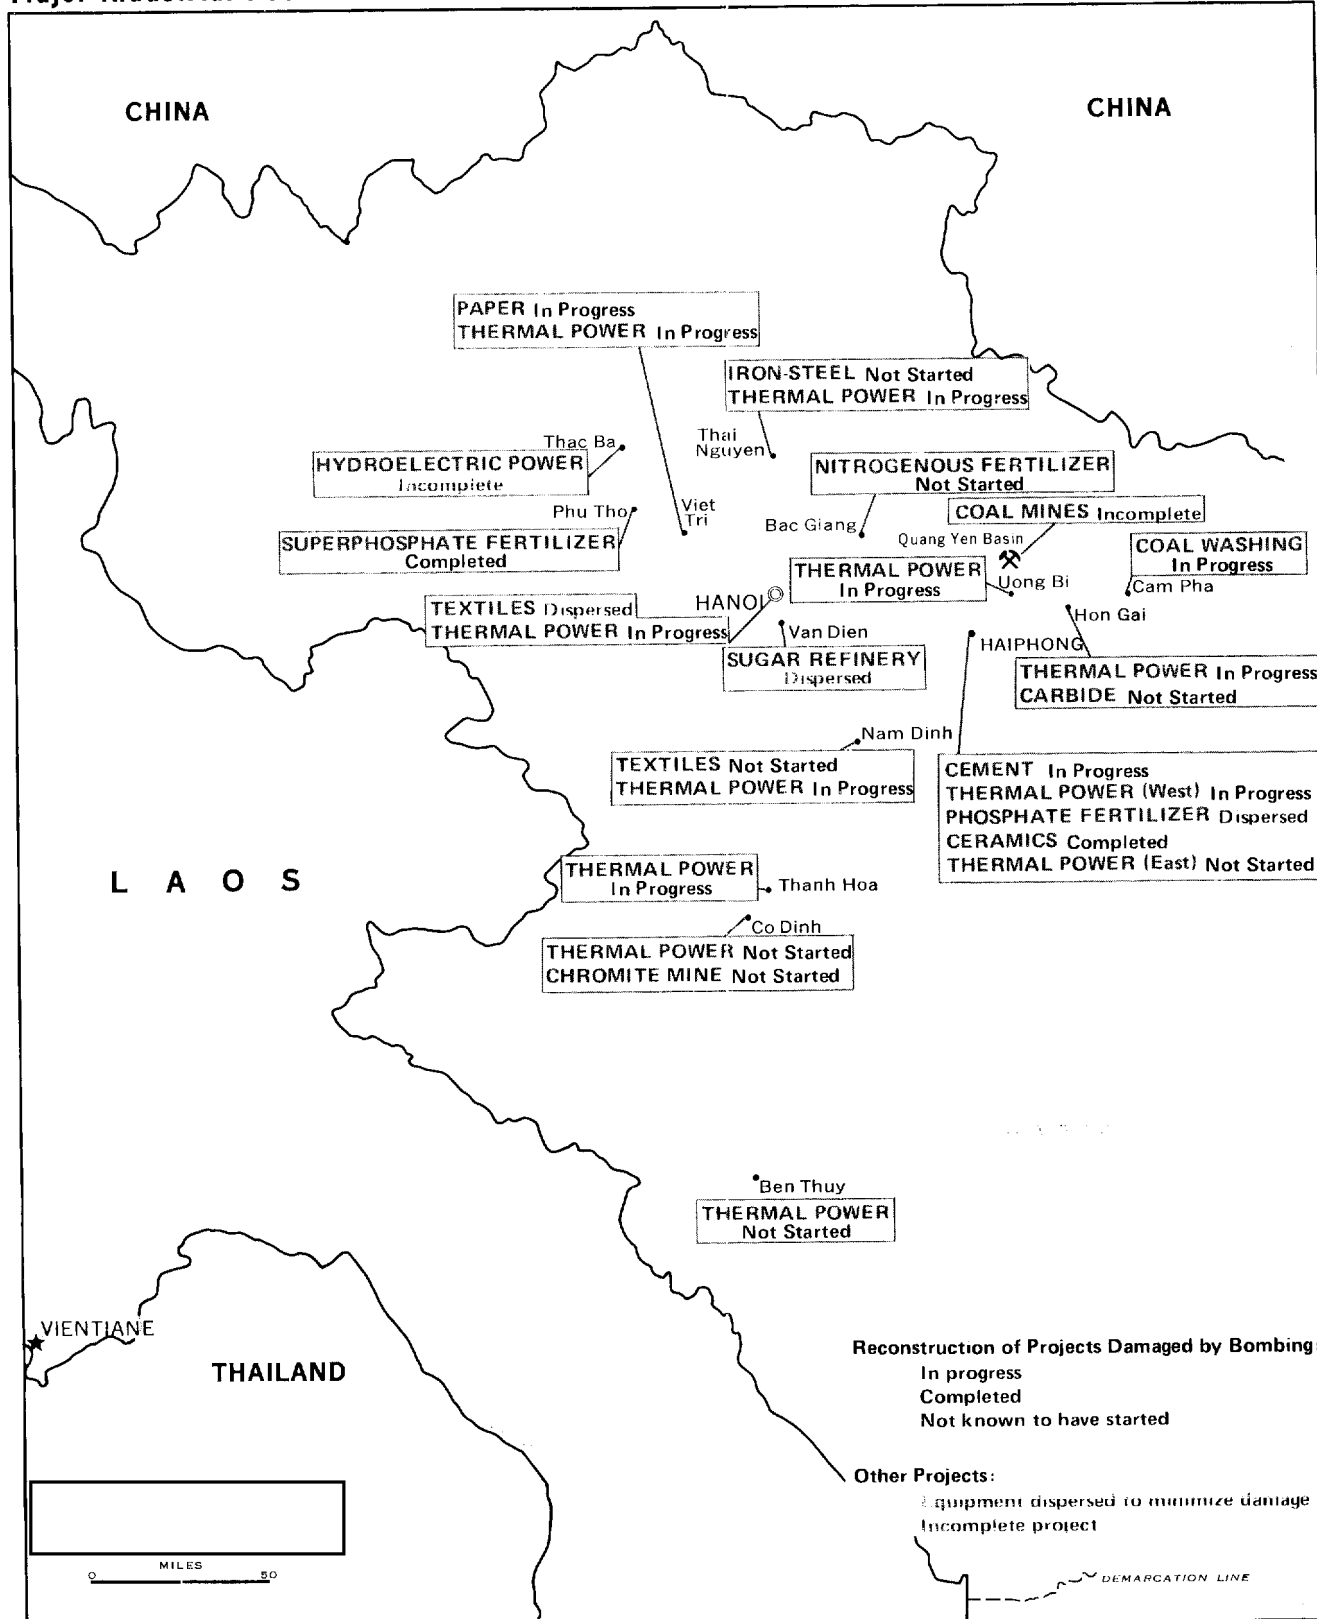 CHINA
CHINA
PAPER In Progress
THERMAL POWER In Progress
IRON-STEEL Not Started
THERMAL POWER In Progress
Thac Ba
Thai
Nguyen
HYDROELECTRIC POWER
Incomplete
NITROGENOUS FERTILIZER
Not Started
Phu Tho
Viet
Tri
Bac Giang
COAL MINES Incomplete
Quang Yen Basin
SUPERPHOSPHATE FERTILIZER
Completed
COAL WASHING
In Progress
THERMAL POWER
In Progress
Uong Bi
Cam Pha
HANOI
TEXTILES Dispersed
THERMAL POWER In Progress
Hon Gai
Van Dien
HAIPHONG
SUGAR REFINERY
Dispersed
THERMAL POWER In Progress
CARBIDE Not Started
Nam Dinh
TEXTILES Not Started
THERMAL POWER In Progress
CEMENT In Progress
THERMAL POWER (West) In Progress
PHOSPHATE FERTILIZER Dispersed
CERAMICS Completed
THERMAL POWER (East) Not Started
LAOS
THERMAL POWER
In Progress
Thanh Hoa
Co Dinh
THERMAL POWER Not Started
CHROMITE MINE Not Started
Ben Thuy
THERMAL POWER
Not Started
VIENTIANE
THAILAND
Reconstruction of Projects Damaged by Bombing:
In progress
Completed
Not known to have started
Other Projects:
Equipment dispersed to minimize damage
Incomplete project
MILES
0 50
DEMARCATION LINE